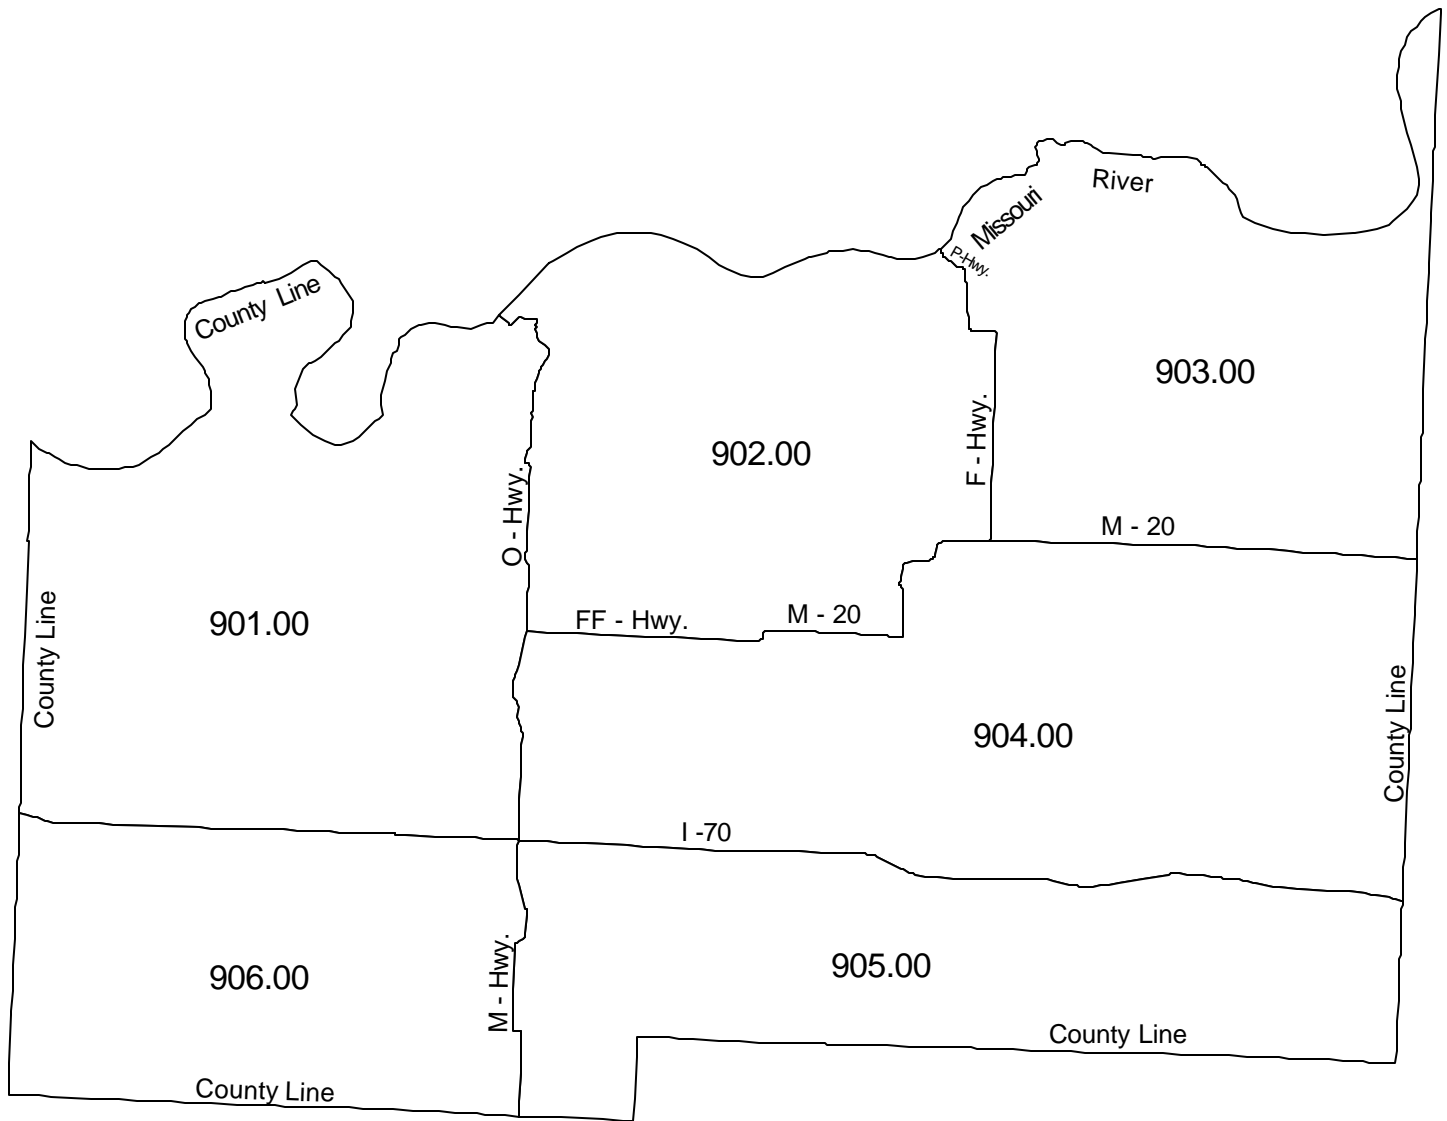 River
Missouri
P-Hwy.
County Line
903.00
F - Hwy.
902.00
O - Hwy.
M - 20
901.00
County Line
FF - Hwy.
M - 20
904.00
County Line
I -70
906.00
M - Hwy.
905.00
County Line
County Line